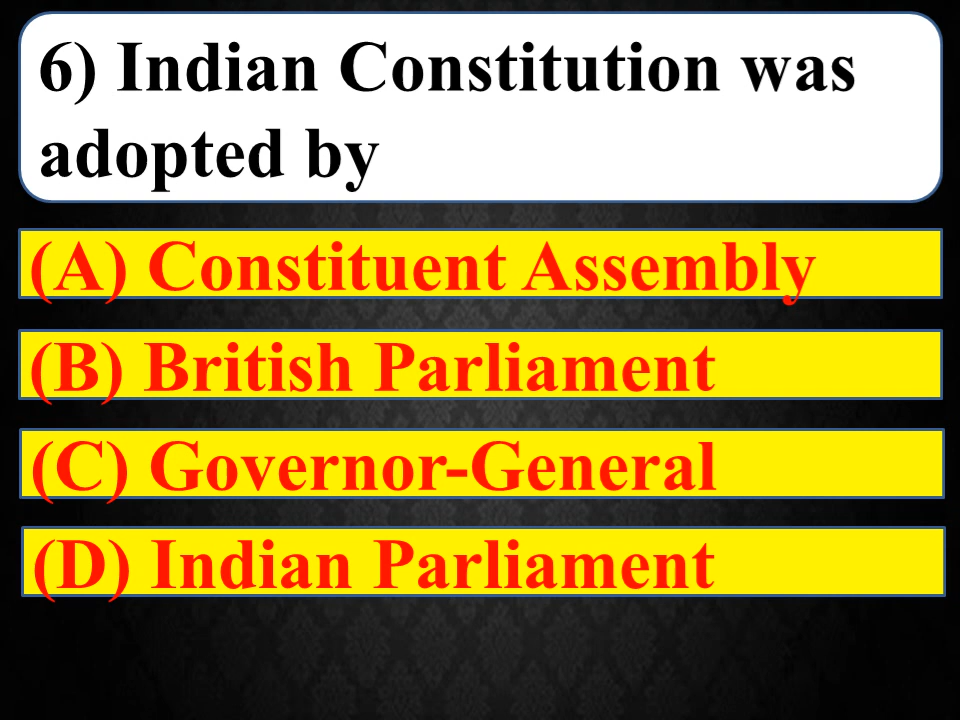 6) Indian Constitution was
adopted by
(A) Constituent Assembly
(B) British Parliament
(C) Governor-General
(D) Indian Parliament